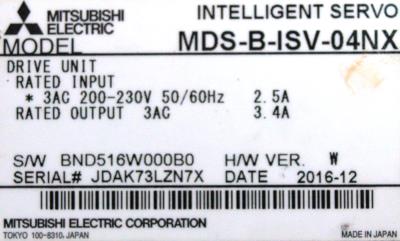 MITSUBISHI ELECTRIC INTELLIGENT SERVO
MODEL MDS-B-ISV-04NX
DRIVE UNIT
RATED INPUT
* 3AC 200-230V 50/60Hz 2.5A
RATED OUTPUT 3AC 3.4A
S/W BND516W000B0 H/W VER. W
SERIAL# JDAK73LZN7X DATE 2016-12
MITSUBISHI ELECTRIC CORPORATION
TOKYO 100-8310, JAPAN MADE IN JAPAN